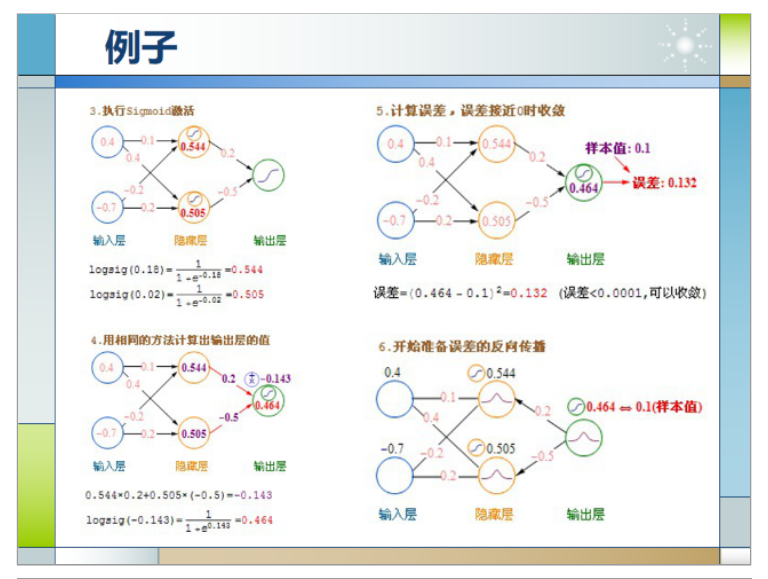 例子
3.执行Sigmoid激活
0.4
0.1
0.544
0.4
0.2
-0.2
-0.5
-0.7
0.2
0.505
输入层 隐藏层 输出层
logsig(0.18)=1/(1+e^-0.18)=0.544
logsig(0.02)=1/(1+e^-0.02)=0.505
4.用相同的方法计算出输出层的值
0.4
0.1
0.544
0.4
0.2
Σ-0.143
0.464
-0.2
-0.5
-0.7
0.2
0.505
输入层 隐藏层 输出层
0.544*0.2+0.505*(-0.5)=-0.143
logsig(-0.143)=1/(1+e^0.143)=0.464
5.计算误差，误差接近0时收敛
0.4
0.1
0.544
样本值: 0.1
0.4
0.2
0.464
误差: 0.132
-0.2
-0.5
-0.7
0.2
0.505
输入层 隐藏层 输出层
误差=(0.464-0.1)²=0.132 (误差<0.0001,可以收敛)
6.开始准备误差的反向传播
0.4
0.544
0.1
0.4
0.2
0.464 ⇔ 0.1(样本值)
-0.7
0.505
-0.2
-0.5
0.2
输入层 隐藏层 输出层